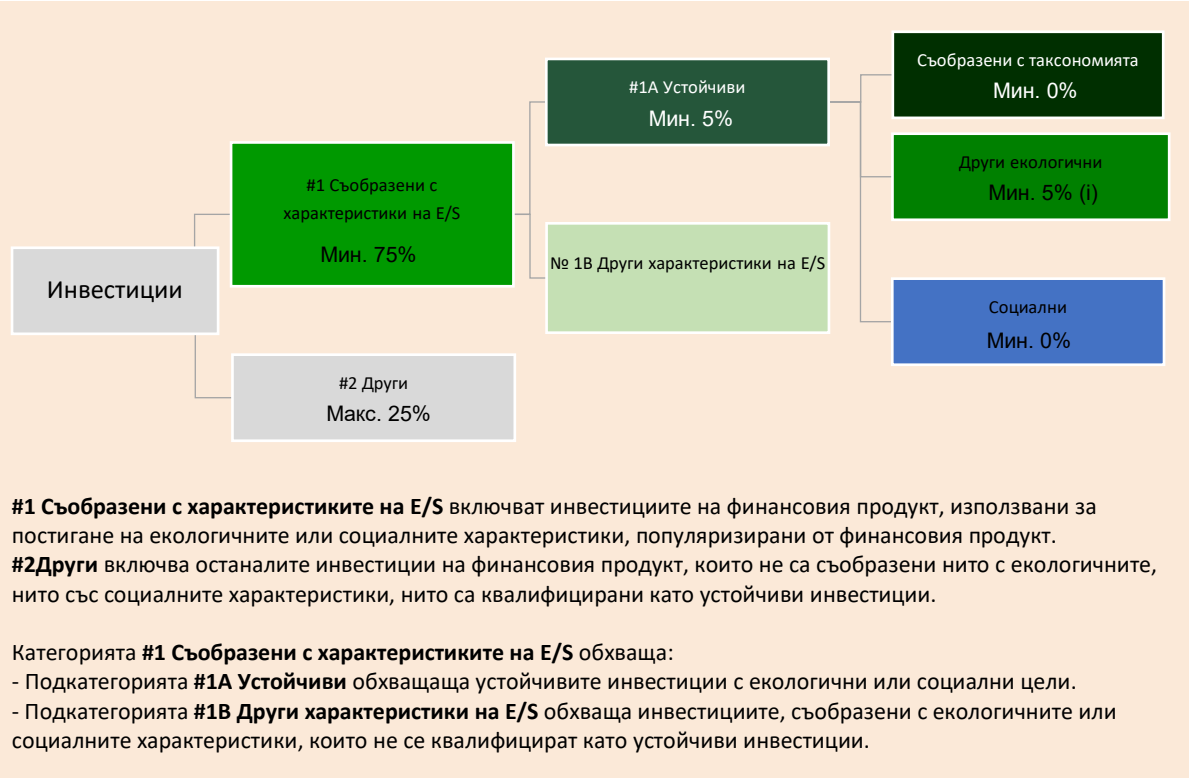 Инвестиции
#1 Съобразени с
характеристики на E/S
Мин. 75%
#2 Други
Макс. 25%
#1A Устойчиви
Мин. 5%
№ 1B Други характеристики на E/S
Съобразени с таксономията
Мин. 0%
Други екологични
Мин. 5% (i)
Социални
Мин. 0%
#1 Съобразени с характеристиките на E/S включват инвестициите на финансовия продукт, използвани за
постигане на екологичните или социалните характеристики, популяризирани от финансовия продукт.
#2Други включва останалите инвестиции на финансовия продукт, които не са съобразени нито с екологичните,
нито със социалните характеристики, нито са квалифицирани като устойчиви инвестиции.
Категорията #1 Съобразени с характеристиките на E/S обхваща:
- Подкатегорията #1A Устойчиви обхващаща устойчивите инвестиции с екологични или социални цели.
- Подкатегорията #1B Други характеристики на E/S обхваща инвестициите, съобразени с екологичните или
социалните характеристики, които не се квалифицират като устойчиви инвестиции.